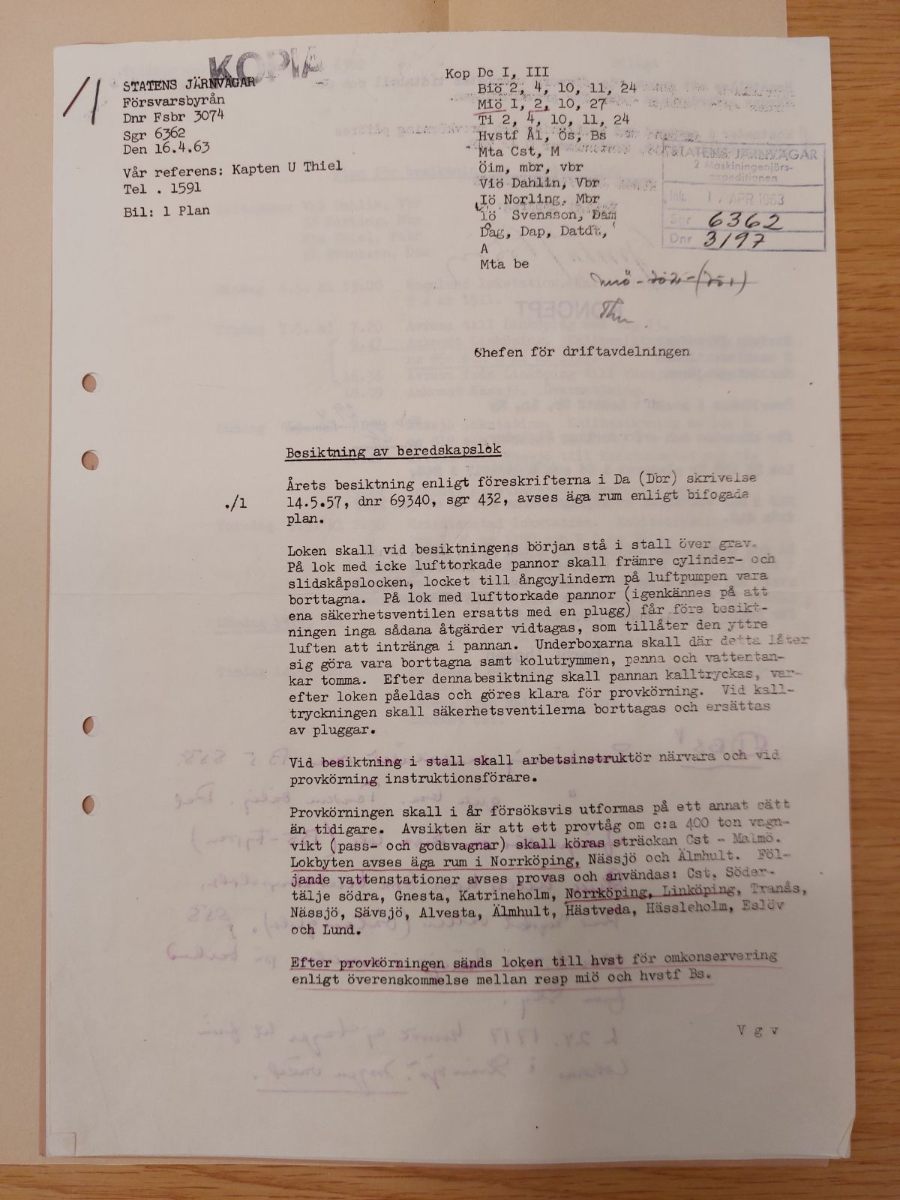 KOPIA
STATENS JÄRNVÄGAR
Försvarsbyrån
Dnr Fsbr 3074
Sgr 6362
Den 16.4.63
Vår referens: Kapten U Thiel
Tel . 1591
Bil: 1 Plan
Kop Dc I, III
Biö 2, 4, 10, 11, 24
Miö 1, 2, 10, 27
Ti 2, 4, 10, 11, 24
Hvstf Äl, Ös, Bs
Mta Cst, M
Öim, mbr, vbr
Viö Dahlin, Vbr
Iö Norling, Mbr
Iö Svensson, Dam
Dag, Dap, Datdt,
A
Mta be
STATENS JÄRNVÄGAR
2 Maskiningenjörs-
expeditionen
Ink. APR 1963
Sgr 6362
Dnr 3197
Chefen för driftavdelningen
Besiktning av beredskapslok
Årets besiktning enligt föreskrifterna i Da (Dbr) skrivelse
./1 14.5.57, dnr 69340, sgr 432, avses äga rum enligt bifogade
plan.
Loken skall vid besiktningens början stå i stall över grav.
På lok med icke lufttorkade pannor skall främre cylinder- och
slidskåpslocken, locket till ångcylindern på luftpumpen vara
borttagna. På lok med lufttorkade pannor (igenkännes på att
ena säkerhetsventilen ersatts med en plugg) får före besikt-
ningen inga sådana åtgärder vidtagas, som tillåter den yttre
luften att intränga i pannan. Underboxarna skall där detta låter
sig göra vara borttagna samt kolutrymmen, panna och vattentan-
kar tomma. Efter dennabesiktning skall pannan kalltryckas, var-
efter loken påeldas och göres klara för provkörning. Vid kall-
tryckningen skall säkerhetsventilerna borttagas och ersättas
av pluggar.
Vid besiktning i stall skall arbetsinstruktör närvara och vid
provkörning instruktionsförare.
Provkörningen skall i år försöksvis utformas på ett annat sätt
än tidigare. Avsikten är att ett provtåg om c:a 400 ton vagn-
vikt (pass- och godsvagnar) skall köras sträckan Cst - Malmö.
Lokbyten avses äga rum i Norrköping, Nässjö och Älmhult. Föl-
jande vattenstationer avses provas och användas: Cst, Söder-
tälje södra, Gnesta, Katrineholm, Norrköping, Linköping, Tranås,
Nässjö, Sävsjö, Alvesta, Älmhult, Hästveda, Hässleholm, Eslöv
och Lund.
Efter provkörningen sänds loken till hvst för omkonservering
enligt överenskommelse mellan resp miö och hvstf Bs.
V g v